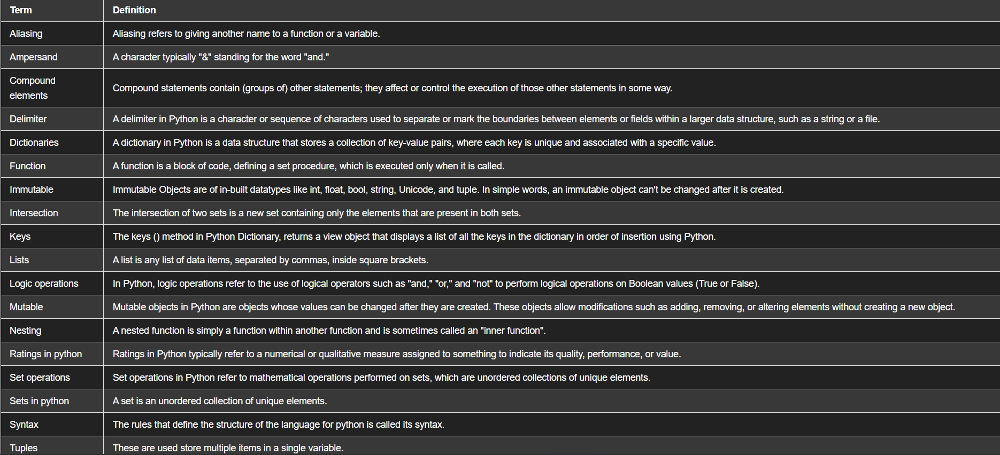 Term Definition
Aliasing Aliasing refers to giving another name to a function or a variable.
Ampersand A character typically "&" standing for the word "and."
Compound
elements
Compound statements contain (groups of) other statements; they affect or control the execution of those other statements in some way.
Delimiter A delimiter in Python is a character or sequence of characters used to separate or mark the boundaries between elements or fields within a larger data structure, such as a string or a file.
Dictionaries A dictionary in Python is a data structure that stores a collection of key-value pairs, where each key is unique and associated with a specific value.
Function A function is a block of code, defining a set procedure, which is executed only when it is called.
Immutable Immutable Objects are of in-built datatypes like int, float, bool, string, Unicode, and tuple. In simple words, an immutable object can't be changed after it is created.
Intersection The intersection of two sets is a new set containing only the elements that are present in both sets.
Keys The keys () method in Python Dictionary, returns a view object that displays a list of all the keys in the dictionary in order of insertion using Python.
Lists A list is any list of data items, separated by commas, inside square brackets.
Logic operations In Python, logic operations refer to the use of logical operators such as "and," "or," and "not" to perform logical operations on Boolean values (True or False).
Mutable Mutable objects in Python are objects whose values can be changed after they are created. These objects allow modifications such as adding, removing, or altering elements without creating a new object.
Nesting A nested function is simply a function within another function and is sometimes called an "inner function".
Ratings in python Ratings in Python typically refer to a numerical or qualitative measure assigned to something to indicate its quality, performance, or value.
Set operations Set operations in Python refer to mathematical operations performed on sets, which are unordered collections of unique elements.
Sets in python A set is an unordered collection of unique elements.
Syntax The rules that define the structure of the language for python is called its syntax.
Tuples These are used store multiple items in a single variable.